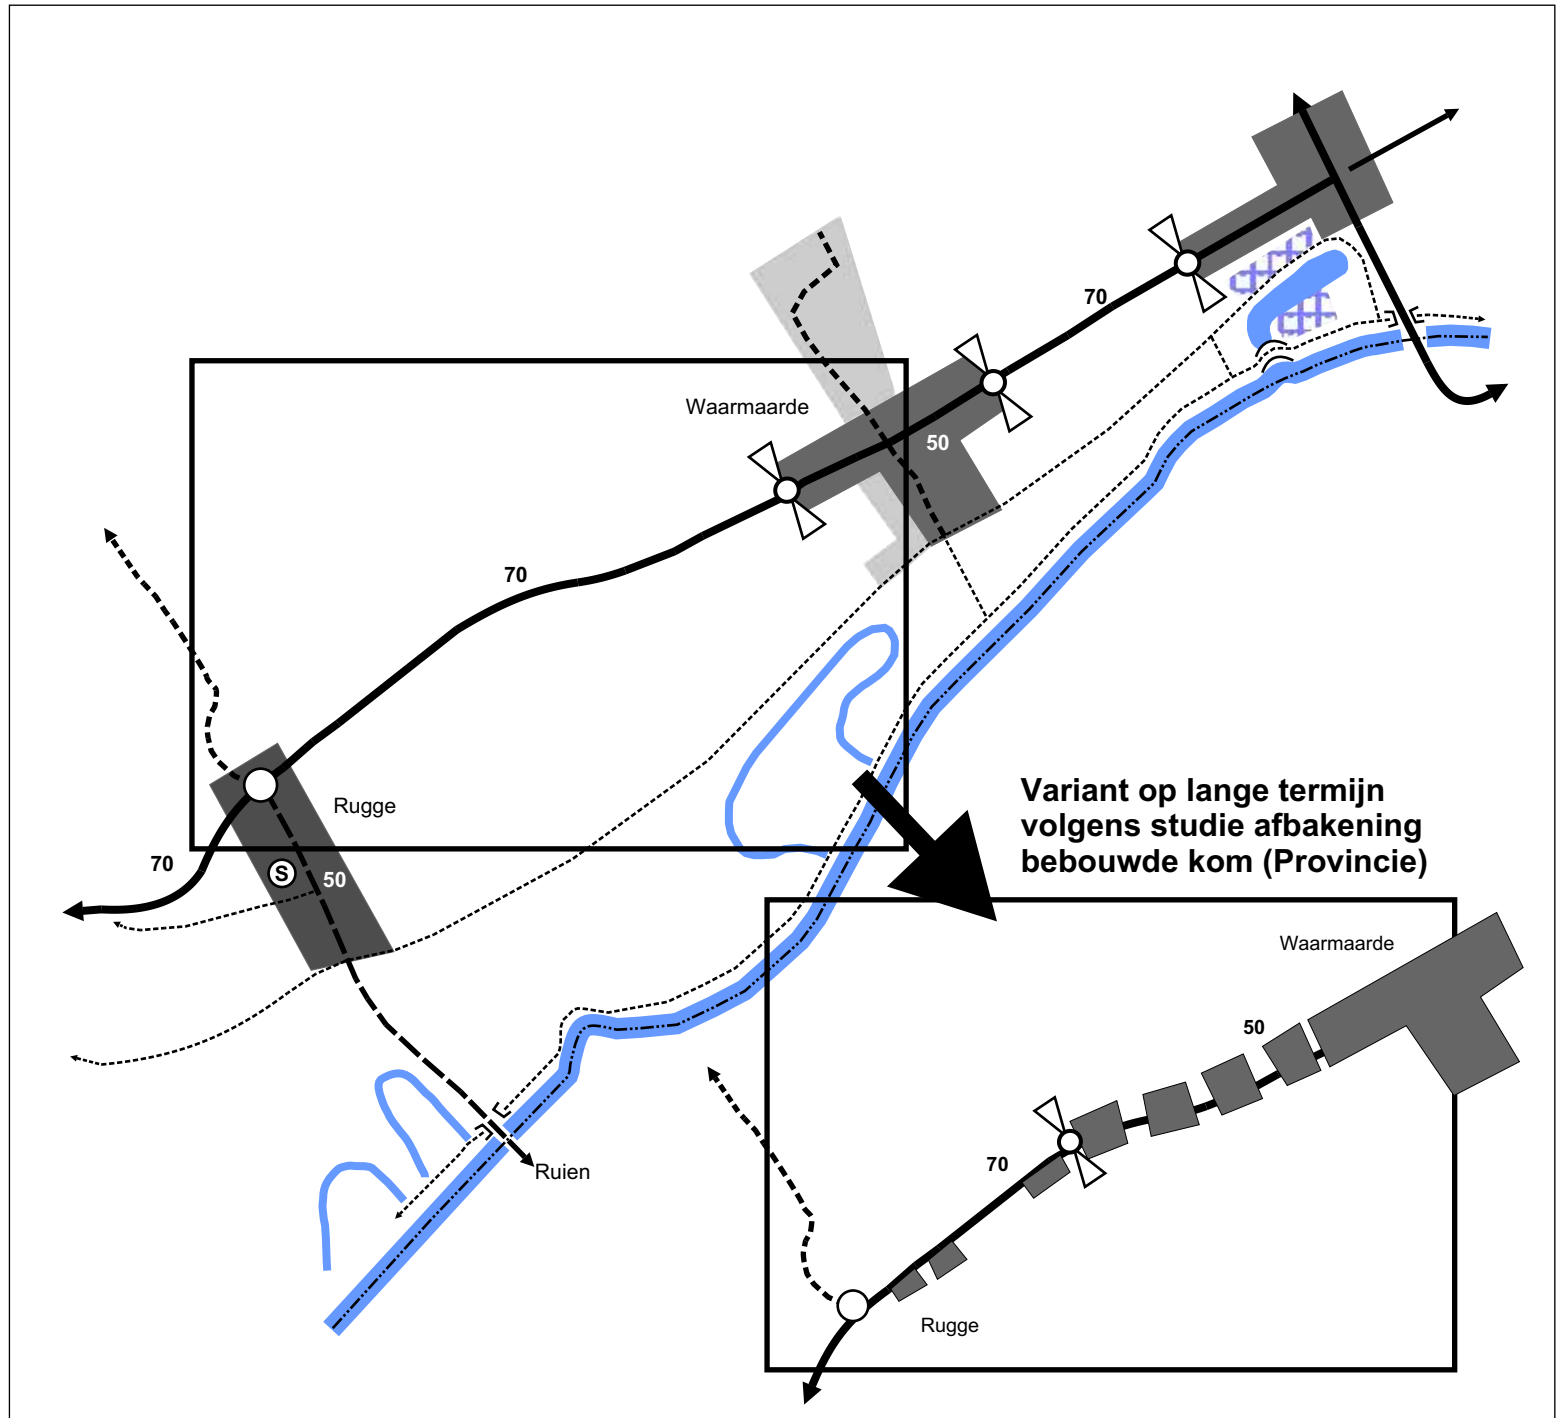 70
Waarmaarde
50
70
Rugge
70
S
50
Variant op lange termijn
volgens studie afbakening
bebouwde kom (Provincie)
Waarmaarde
50
70
Ruien
Rugge